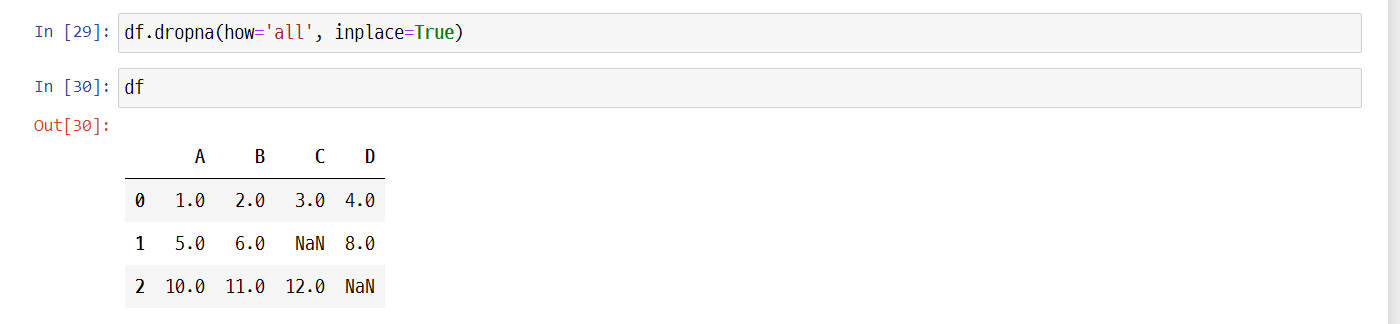 In [29]: df.dropna(how='all', inplace=True)
In [30]: df
Out[30]:
A B C D
0 1.0 2.0 3.0 4.0
1 5.0 6.0 NaN 8.0
2 10.0 11.0 12.0 NaN